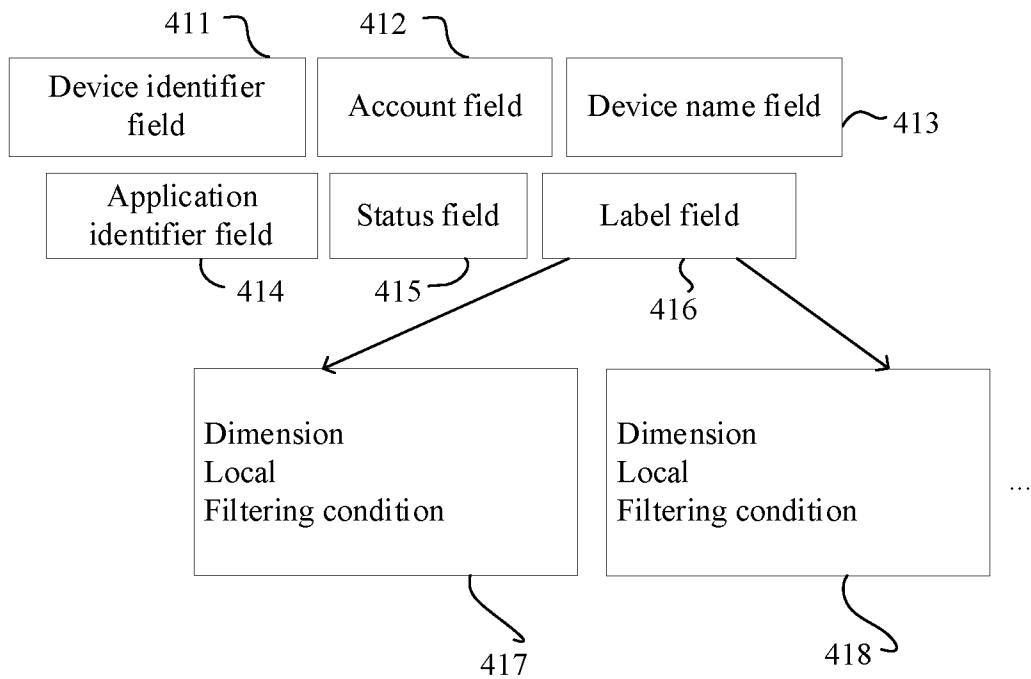 411
412
Device identifier
field
Account field
Device name field
413
Application
identifier field
Status field
Label field
414
415
416
Dimension
Local
Filtering condition
Dimension
Local
Filtering condition
...
417
418